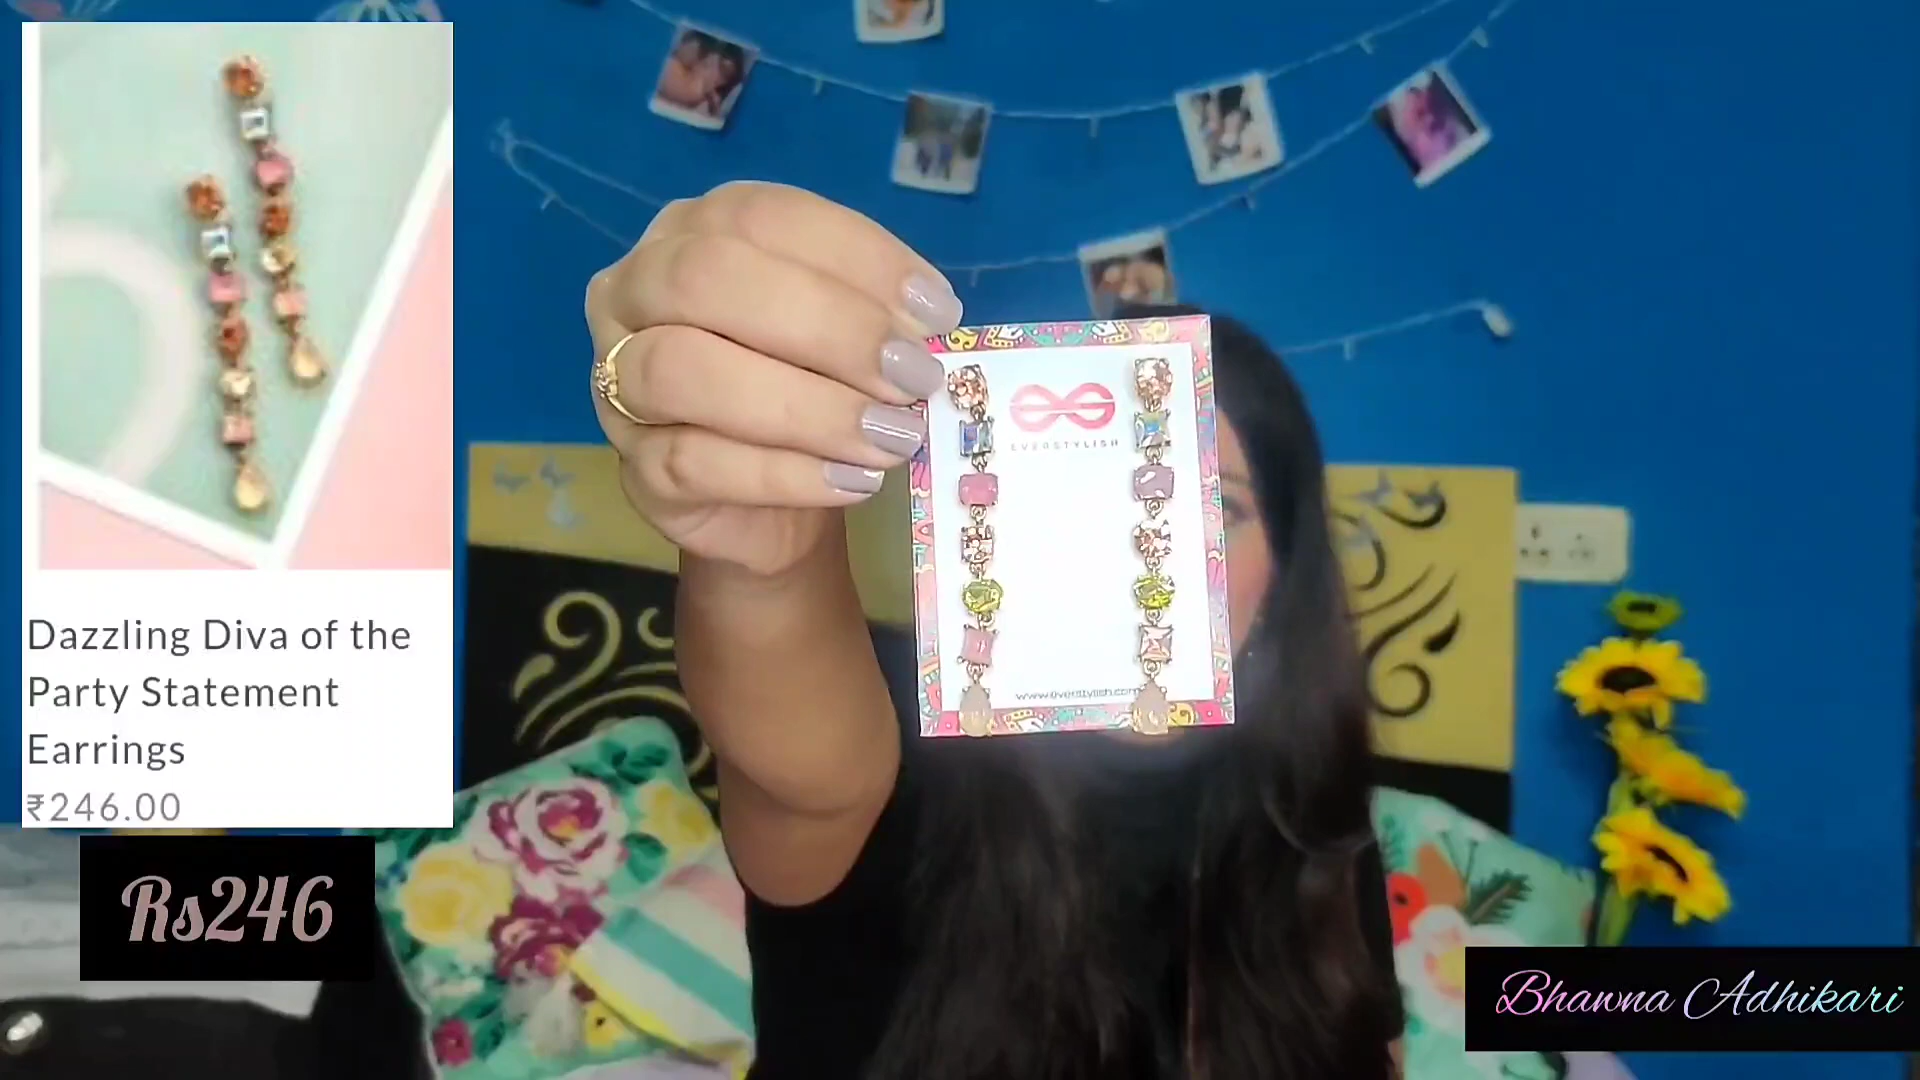 Dazzling Diva of the
Party Statement
Earrings
₹246.00
Rs246
EVERSTYLISH
www.everstylish.com
Bhawna Adhikari